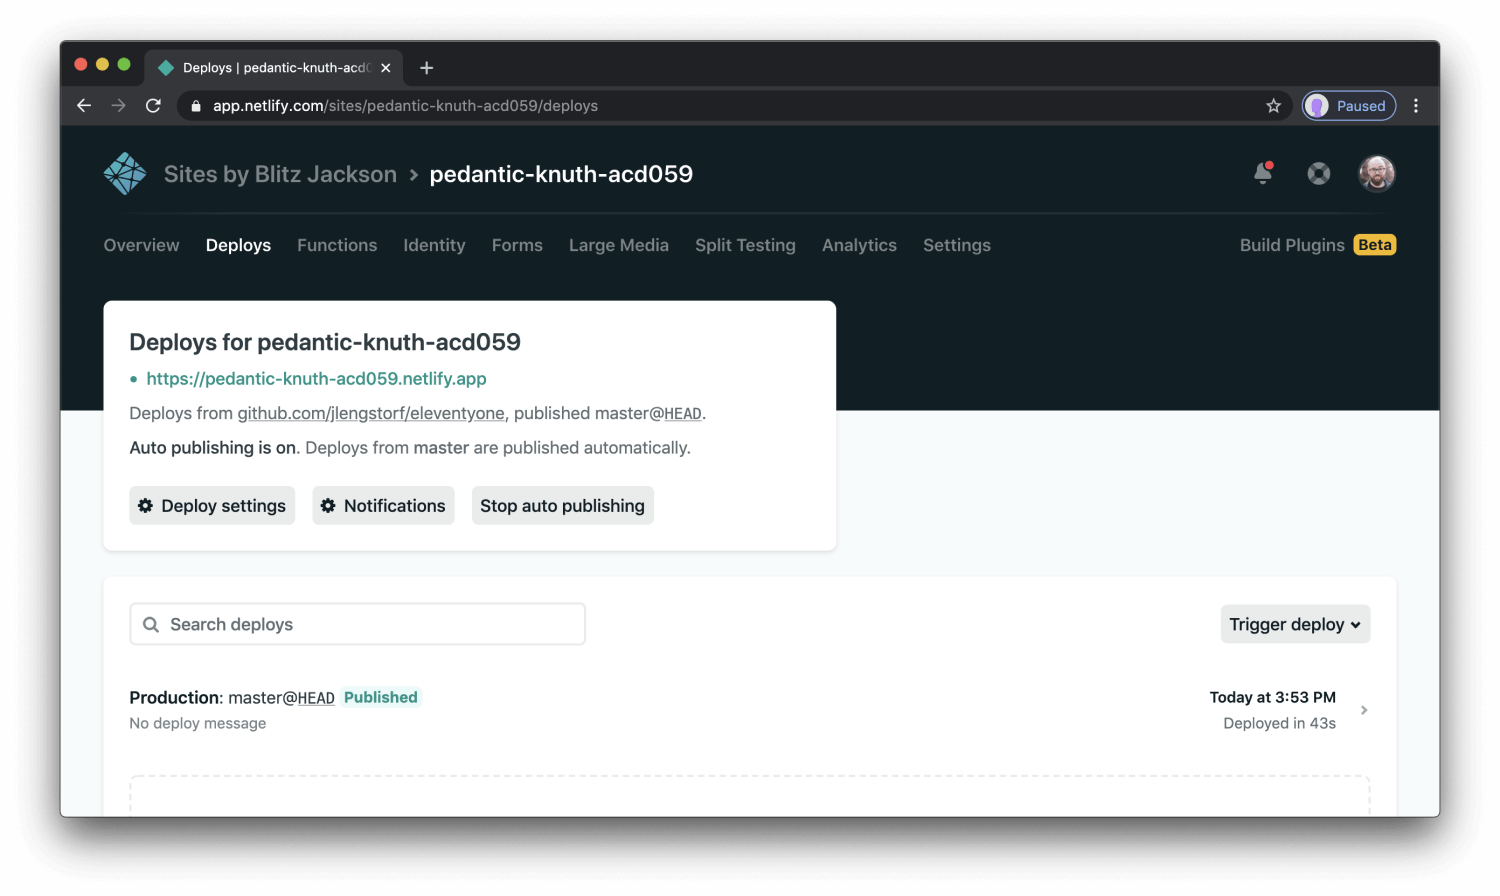 Deploys | pedantic-knuth-acd0
app.netlify.com/sites/pedantic-knuth-acd059/deploys
Paused
Sites by Blitz Jackson › pedantic-knuth-acd059
Overview Deploys Functions Identity Forms Large Media Split Testing Analytics Settings Build Plugins Beta
Deploys for pedantic-knuth-acd059
• https://pedantic-knuth-acd059.netlify.app
Deploys from github.com/jlengstorf/eleventyone, published master@HEAD.
Auto publishing is on. Deploys from master are published automatically.
Deploy settings Notifications Stop auto publishing
Search deploys Trigger deploy
Production: master@HEAD Published Today at 3:53 PM
No deploy message Deployed in 43s